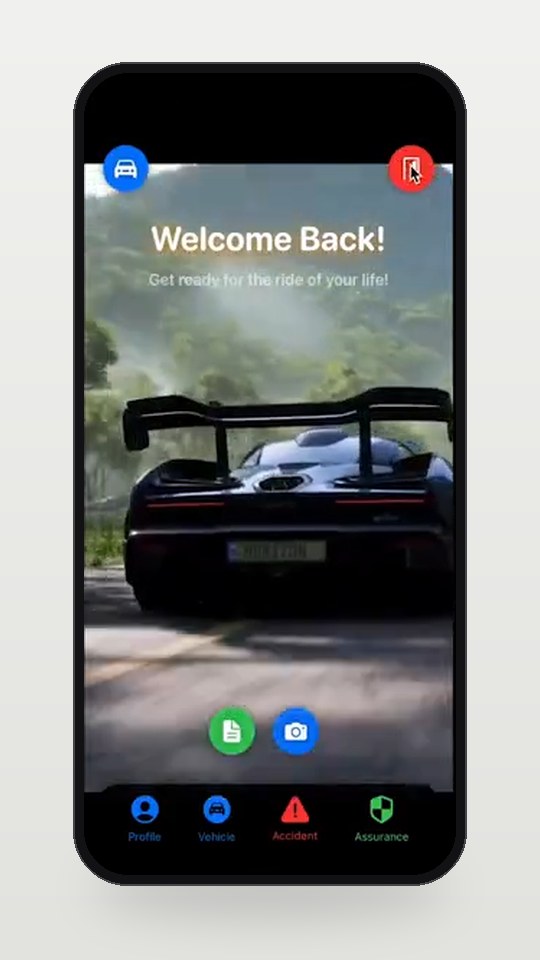 Welcome Back!
Get ready for the ride of your life!
Profile
Vehicle
Accident
Assurance